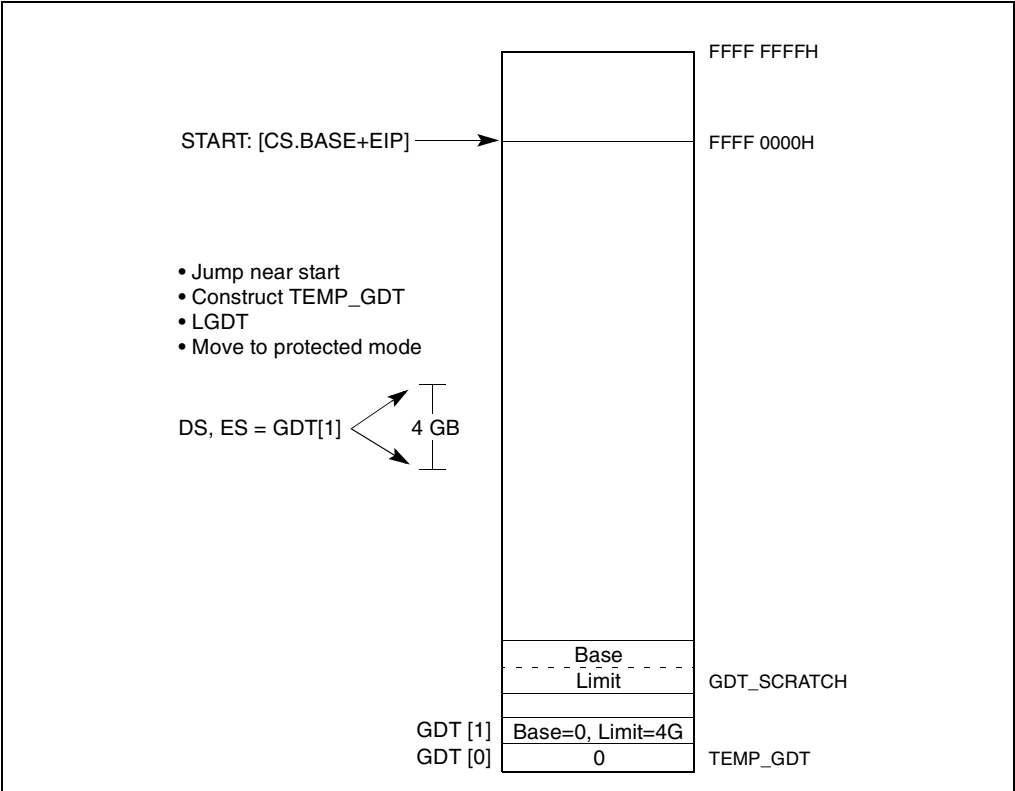 FFFF FFFFH
START: [CS.BASE+EIP]
FFFF 0000H
• Jump near start
• Construct TEMP_GDT
• LGDT
• Move to protected mode
DS, ES = GDT[1]
4 GB
Base
Limit
GDT_SCRATCH
GDT [1]
Base=0, Limit=4G
GDT [0]
0
TEMP_GDT